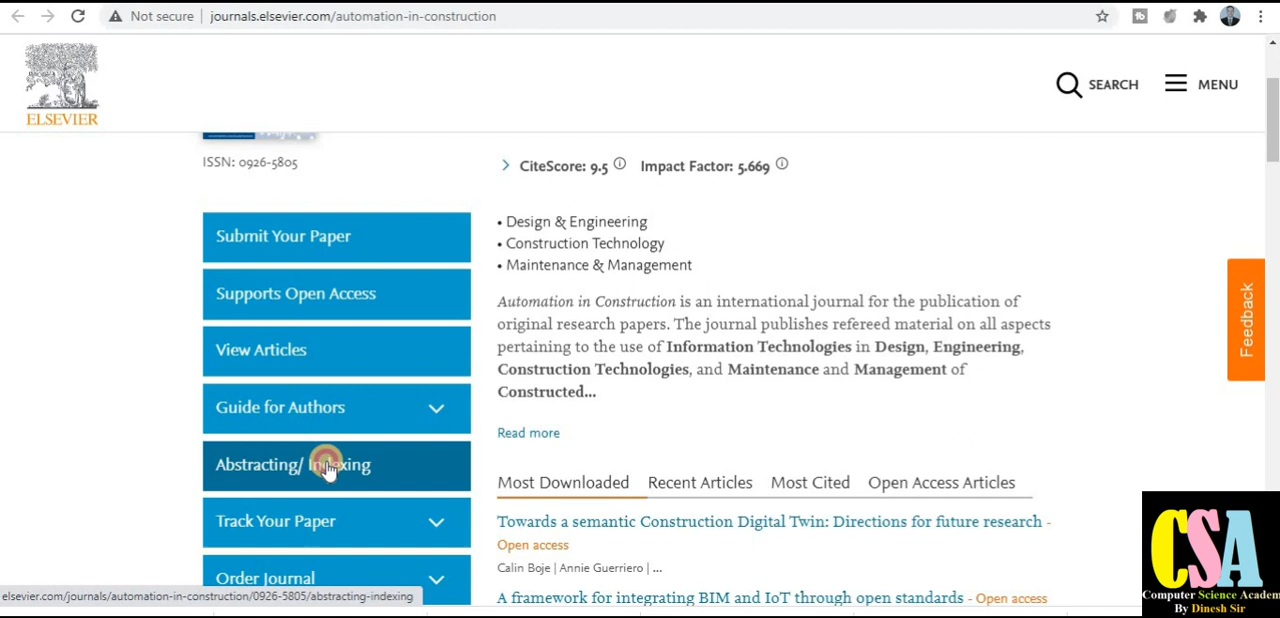 Not secure | journals.elsevier.com/automation-in-construction
ELSEVIER
SEARCH
MENU
ISSN: 0926-5805
CiteScore: 9.5 Impact Factor: 5.669
Submit Your Paper
Supports Open Access
View Articles
Guide for Authors
Abstracting/ Indexing
Track Your Paper
Order Journal
• Design & Engineering
• Construction Technology
• Maintenance & Management
Automation in Construction is an international journal for the publication of
original research papers. The journal publishes refereed material on all aspects
pertaining to the use of Information Technologies in Design, Engineering,
Construction Technologies, and Maintenance and Management of
Constructed...
Read more
Most Downloaded Recent Articles Most Cited Open Access Articles
Towards a semantic Construction Digital Twin: Directions for future research -
Open access
Calin Boje | Annie Guerriero | ...
A framework for integrating BIM and IoT through open standards - Open access
Feedback
elsevier.com/journals/automation-in-construction/0926-5805/abstracting-indexing
CSA
Computer Science Academ
By Dinesh Sir